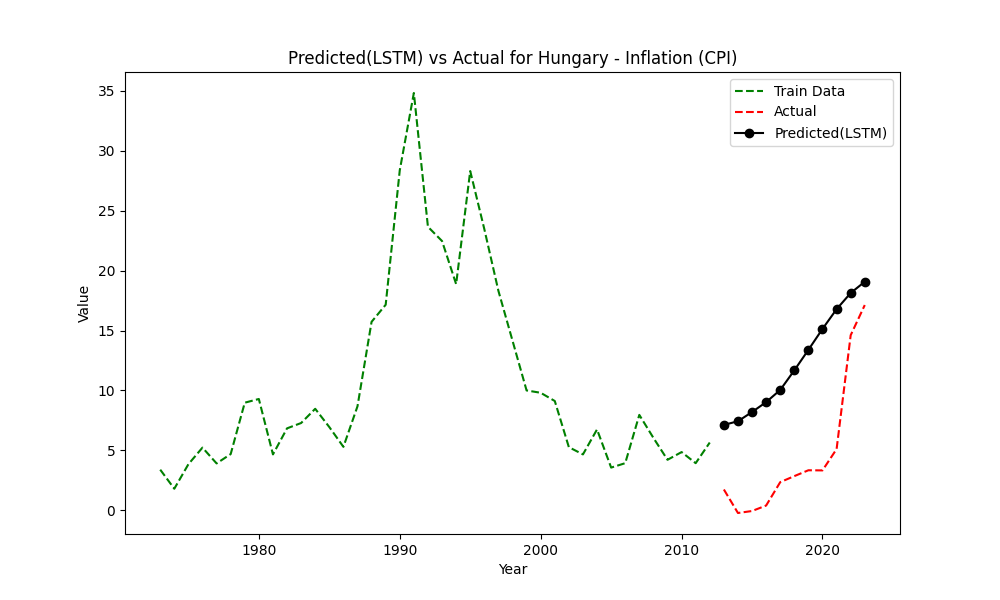 Predicted(LSTM) vs Actual for Hungary - Inflation (CPI)
Train Data
Actual
Predicted(LSTM)
35
30
25
20
15
10
5
0
Value
1980
1990
2000
2010
2020
Year